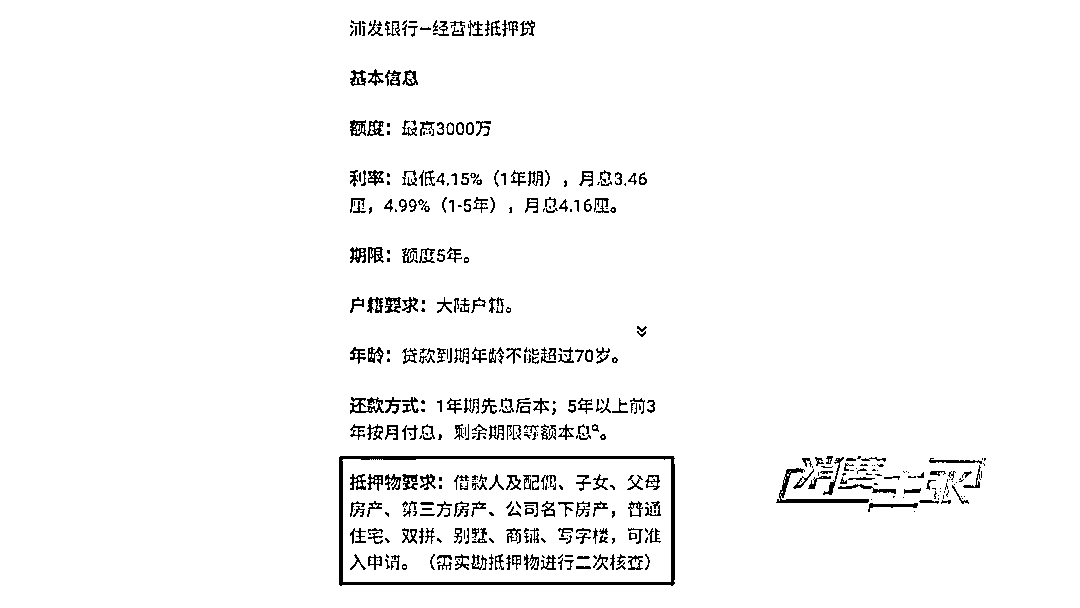 浦发银行–经营性抵押贷
基本信息
额度：最高3000万
利率：最低4.15%（1年期），月息3.46
厘，4.99%（1-5年），月息4.16厘。
期限：额度5年。
户籍要求：大陆户籍。
年龄：贷款到期年龄不能超过70岁。
还款方式：1年期先息后本；5年以上前3
年按月付息，剩余期限等额本息。
抵押物要求：借款人及配偶、子女、父母
房产、第三方房产、公司名下房产，普通
住宅、双拼、别墅、商铺、写字楼，可准
入申请。（需实勘抵押物进行二次核查）
消费主